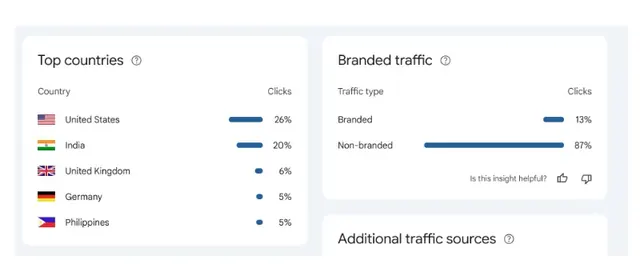 Top countries
Country Clicks
United States 26%
India 20%
United Kingdom 6%
Germany 5%
Philippines 5%
Branded traffic
Traffic type Clicks
Branded 13%
Non-branded 87%
Is this insight helpful?
Additional traffic sources